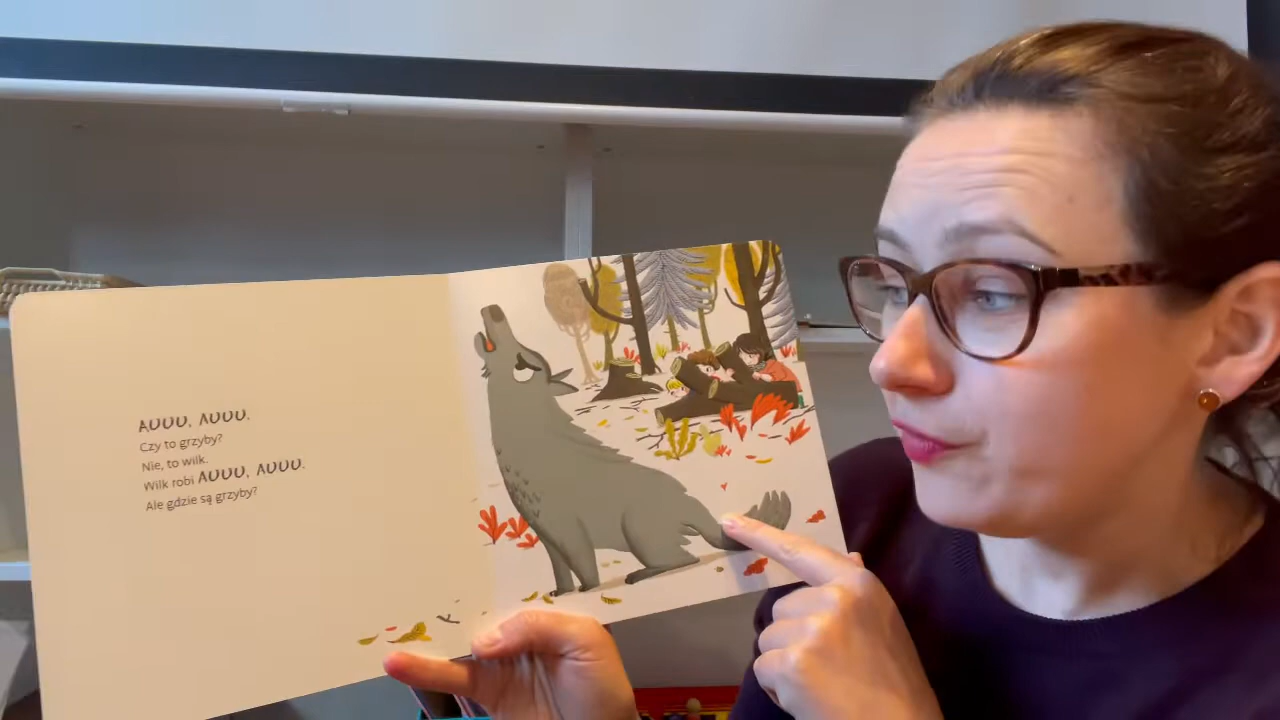 AUUU, AUUU.
Czy to grzyby?
Nie, to wilk.
Wilk robi AUUU, AUUU.
Ale gdzie są grzyby?